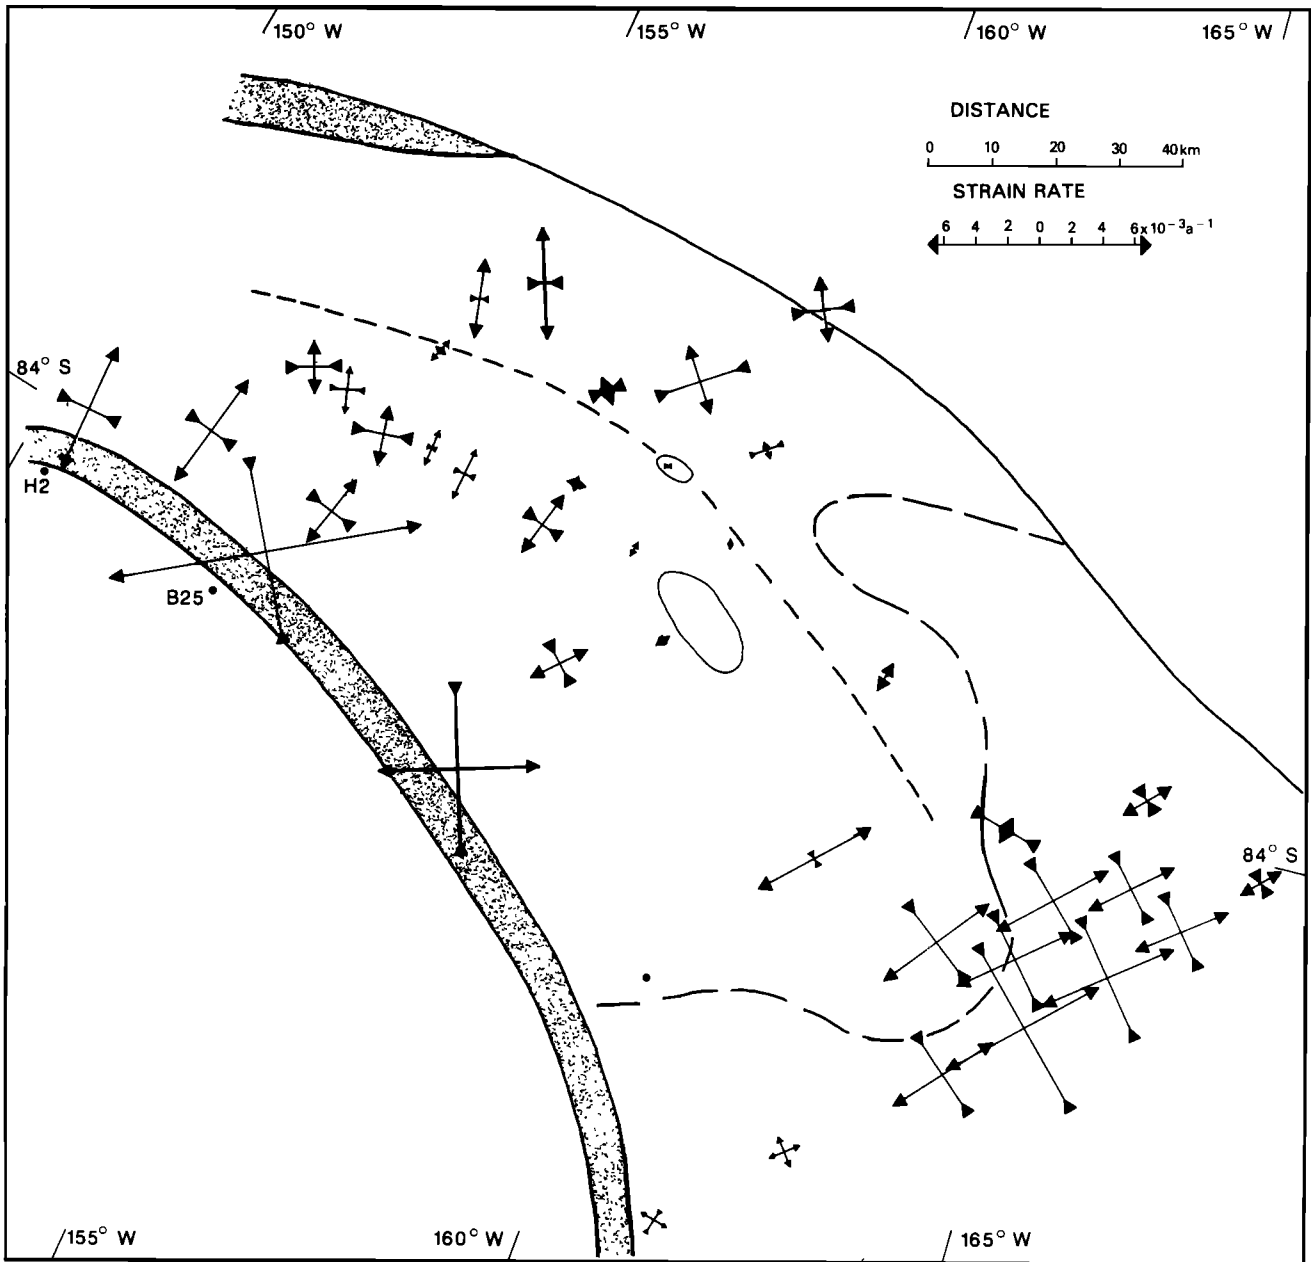 150° W
155° W
160° W
165° W
DISTANCE
0 10 20 30 40km
STRAIN RATE
6 4 2 0 2 4 6x10⁻³a⁻¹
84° S
H2
B25
84° S
155° W
160° W
165° W